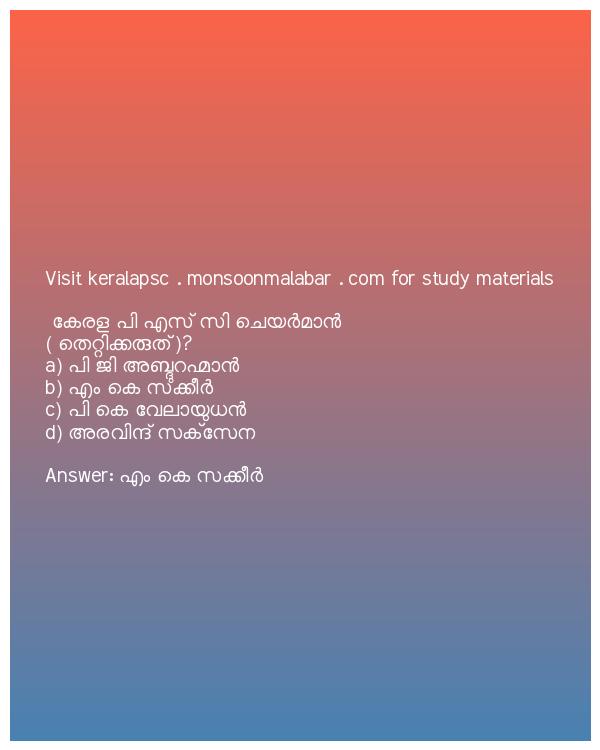 Visit keralapsc . monsoonmalabar . com for study materials
കേരള പി എസ് സി ചെയർമാൻ
( തെറ്റിക്കരുത് )?
a) പി ജി അബ്ദുറഹ്മാൻ
b) എം കെ സക്കീർ
c) പി കെ വേലായുധൻ
d) അരവിന്ദ് സക്സേന
Answer: എം കെ സക്കീർ